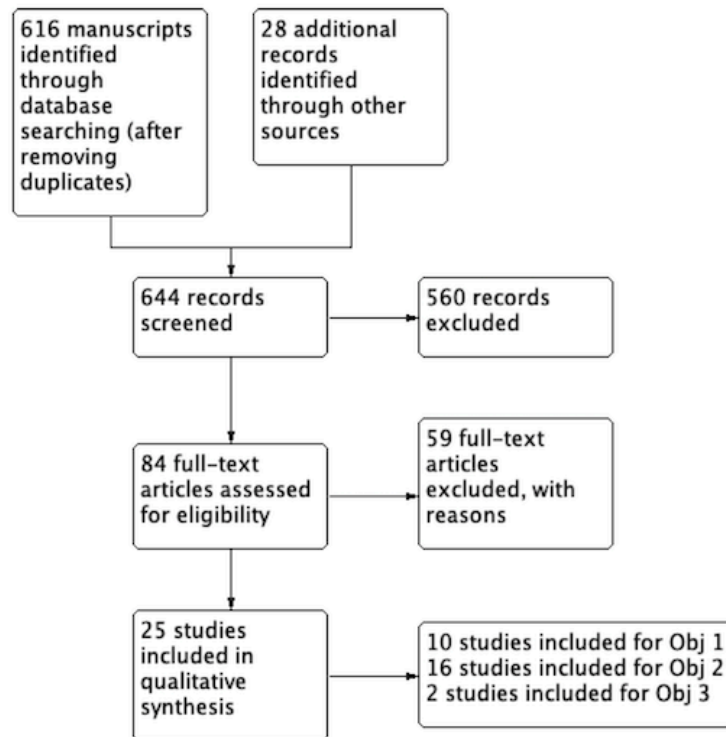 616 manuscripts
identified
through
database
searching (after
removing
duplicates)
28 additional
records
identified
through other
sources
644 records
screened
560 records
excluded
84 full-text
articles assessed
for eligibility
59 full-text
articles
excluded, with
reasons
25 studies
included in
qualitative
synthesis
10 studies included for Obj 1
16 studies included for Obj 2
2 studies included for Obj 3